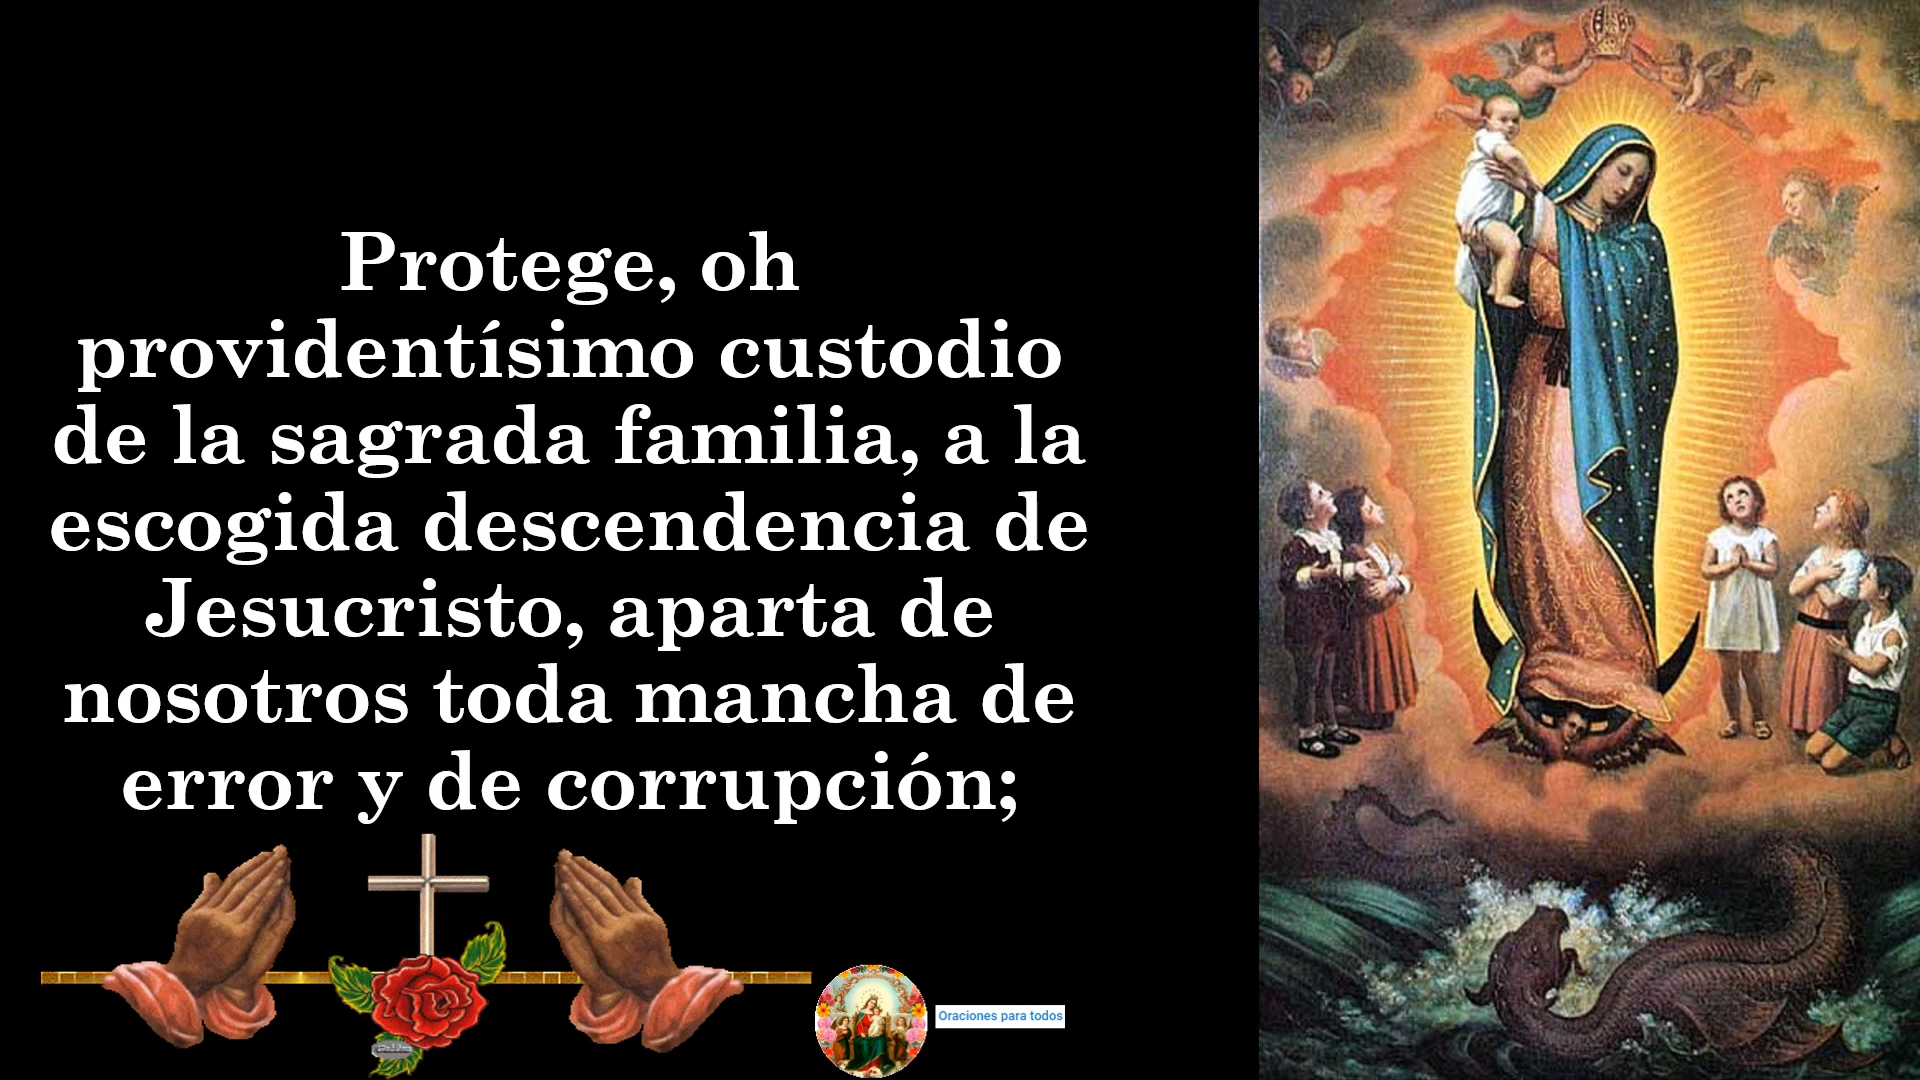 Protege, oh
providentísimo custodio
de la sagrada familia, a la
escogida descendencia de
Jesucristo, aparta de
nosotros toda mancha de
error y de corrupción;
Oraciones para todos